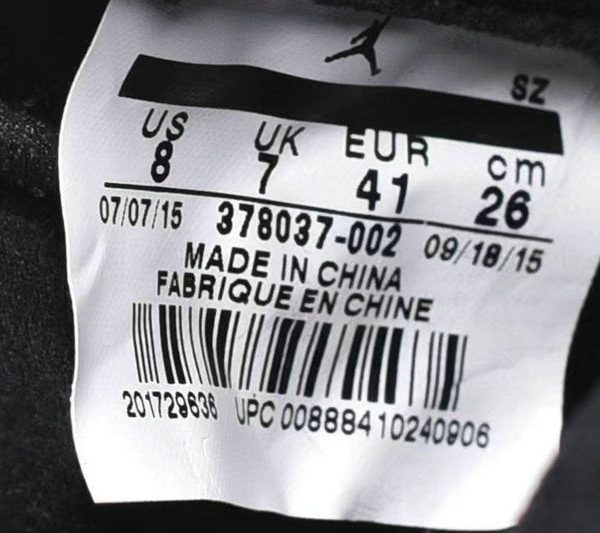 SZ
US UK EUR cm
8 7 41 26
07/07/15 378037-002 09/18/15
MADE IN CHINA
FABRIQUE EN CHINE
201729636 UPC 00888410240906